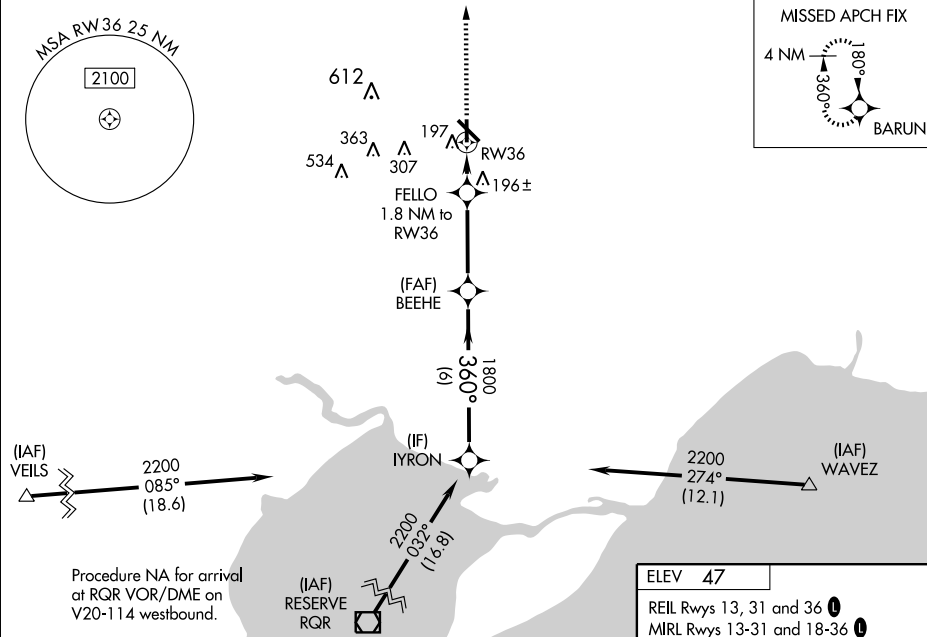 MSA RW36 25 NM
2100
MISSED APCH FIX
4 NM
180°
360°
BARUN
612
363
534
307
197
RW36
196±
FELLO
1.8 NM to
RW36
(FAF)
BEEHE
1800
360°
(6)
(IF)
IYRON
(IAF)
VEILS
2200
085°
(18.6)
2200
274°
(12.1)
(IAF)
WAVEZ
2200
032°
(16.8)
(IAF)
RESERVE
RQR
Procedure NA for arrival
at RQR VOR/DME on
V20-114 westbound.
ELEV 47
REIL Rwys 13, 31 and 36 L
MIRL Rwys 13-31 and 18-36 L